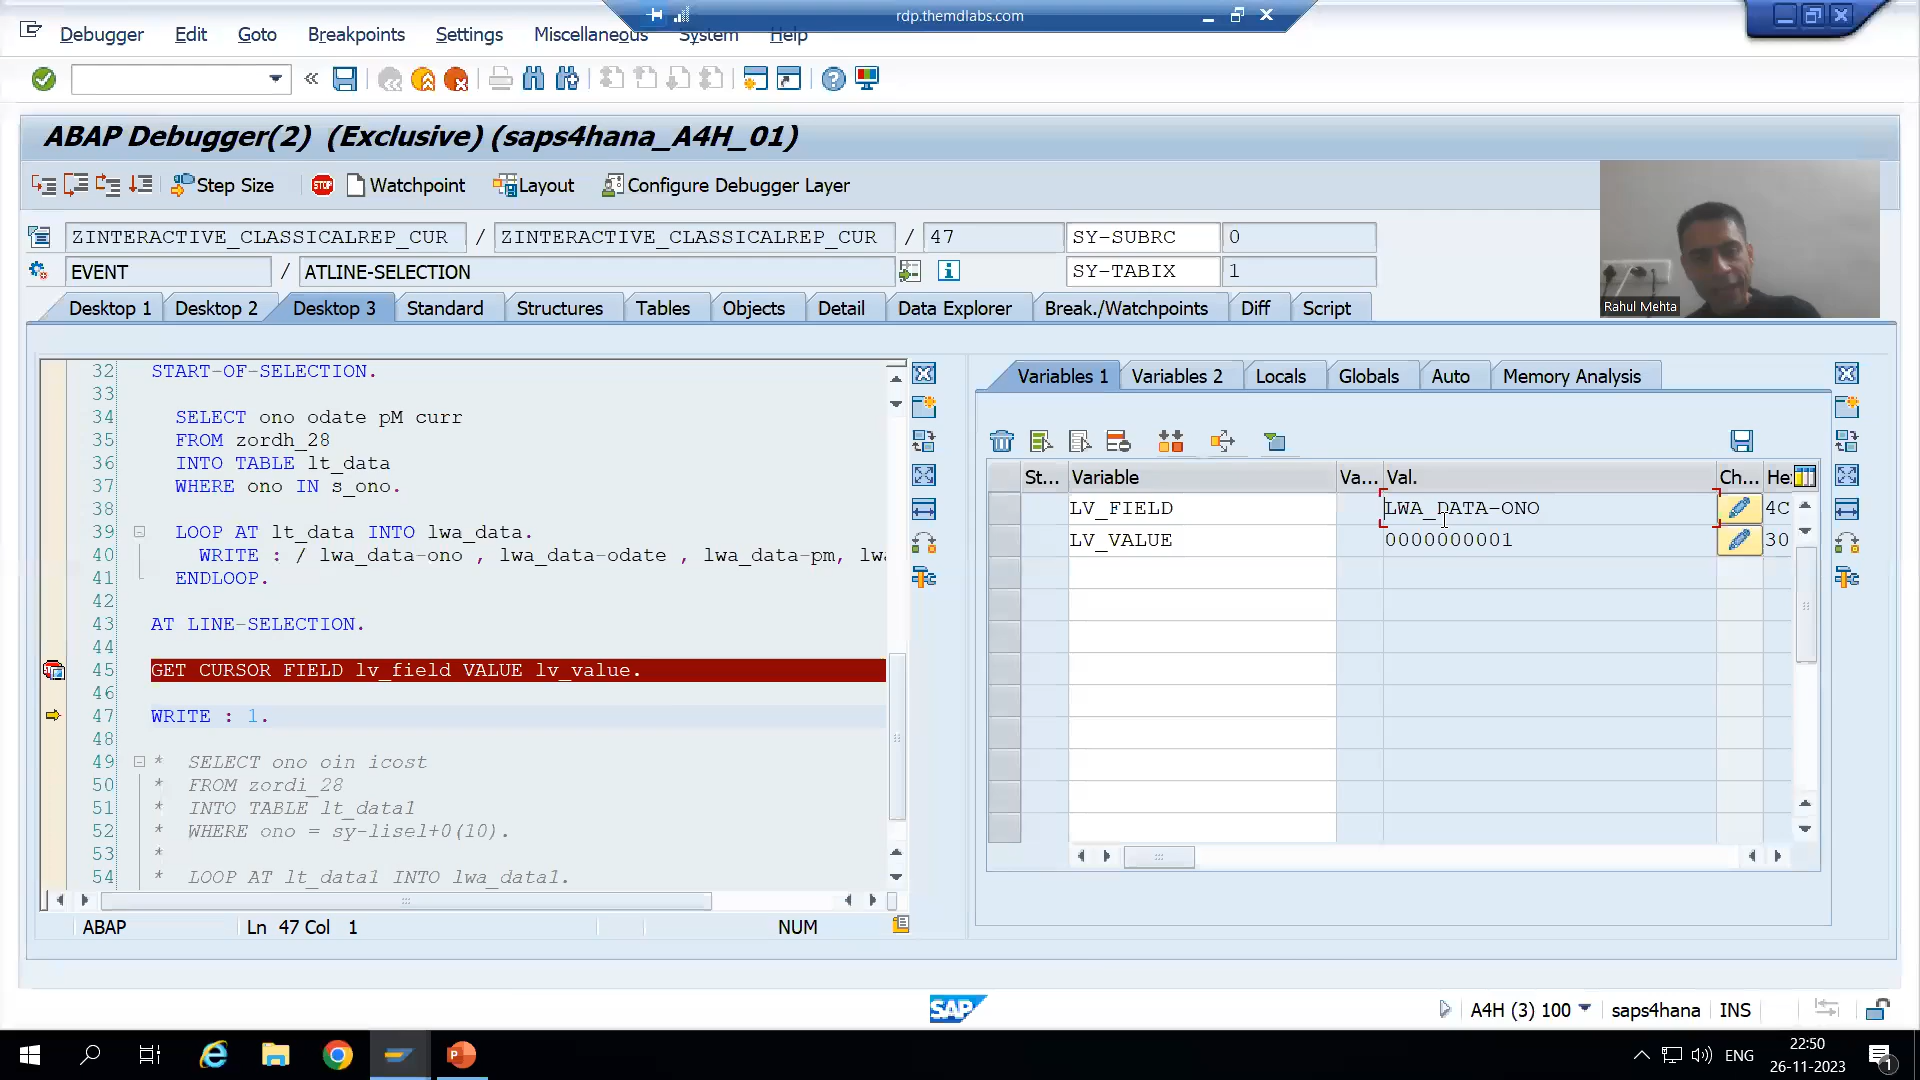 rdp.themdlabs.com
Debugger Edit Goto Breakpoints Settings Miscellaneous System Help
ABAP Debugger(2) (Exclusive) (saps4hana_A4H_01)
Step Size STOP Watchpoint Layout Configure Debugger Layer
ZINTERACTIVE_CLASSICALREP_CUR / ZINTERACTIVE_CLASSICALREP_CUR / 47 SY-SUBRC 0
EVENT / ATLINE-SELECTION SY-TABIX 1
Rahul Mehta
Desktop 1 Desktop 2 Desktop 3 Standard Structures Tables Objects Detail Data Explorer Break./Watchpoints Diff Script
32 START-OF-SELECTION.
33
34 SELECT ono odate pM curr
35 FROM zordh_28
36 INTO TABLE lt_data
37 WHERE ono IN s_ono.
38
39 LOOP AT lt_data INTO lwa_data.
40 WRITE : / lwa_data-ono , lwa_data-odate , lwa_data-pm, lwa
41 ENDLOOP.
42
43 AT LINE-SELECTION.
44
45 GET CURSOR FIELD lv_field VALUE lv_value.
46
47 WRITE : 1.
48
49 * SELECT ono oin icost
50 * FROM zordi_28
51 * INTO TABLE lt_data1
52 * WHERE ono = sy-lisel+0(10).
53 *
54 * LOOP AT lt_data1 INTO lwa_data1.
ABAP Ln 47 Col 1 NUM
Variables 1 Variables 2 Locals Globals Auto Memory Analysis
St... Variable Va... Val. Ch... Hex
LV_FIELD LWA_DATA-ONO 4C
LV_VALUE 0000000001 30
SAP A4H (3) 100 saps4hana INS
ENG 22:50
26-11-2023
1